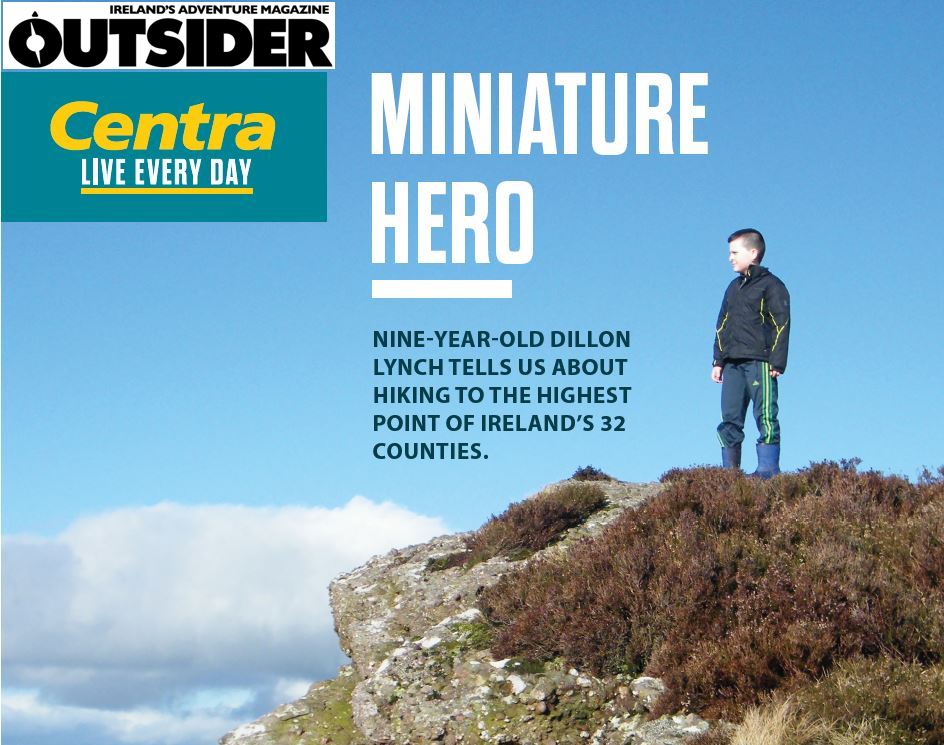 IRELAND'S ADVENTURE MAGAZINE
OUTSIDER
Centra
LIVE EVERY DAY
MINIATURE
HERO
NINE-YEAR-OLD DILLON
LYNCH TELLS US ABOUT
HIKING TO THE HIGHEST
POINT OF IRELAND'S 32
COUNTIES.